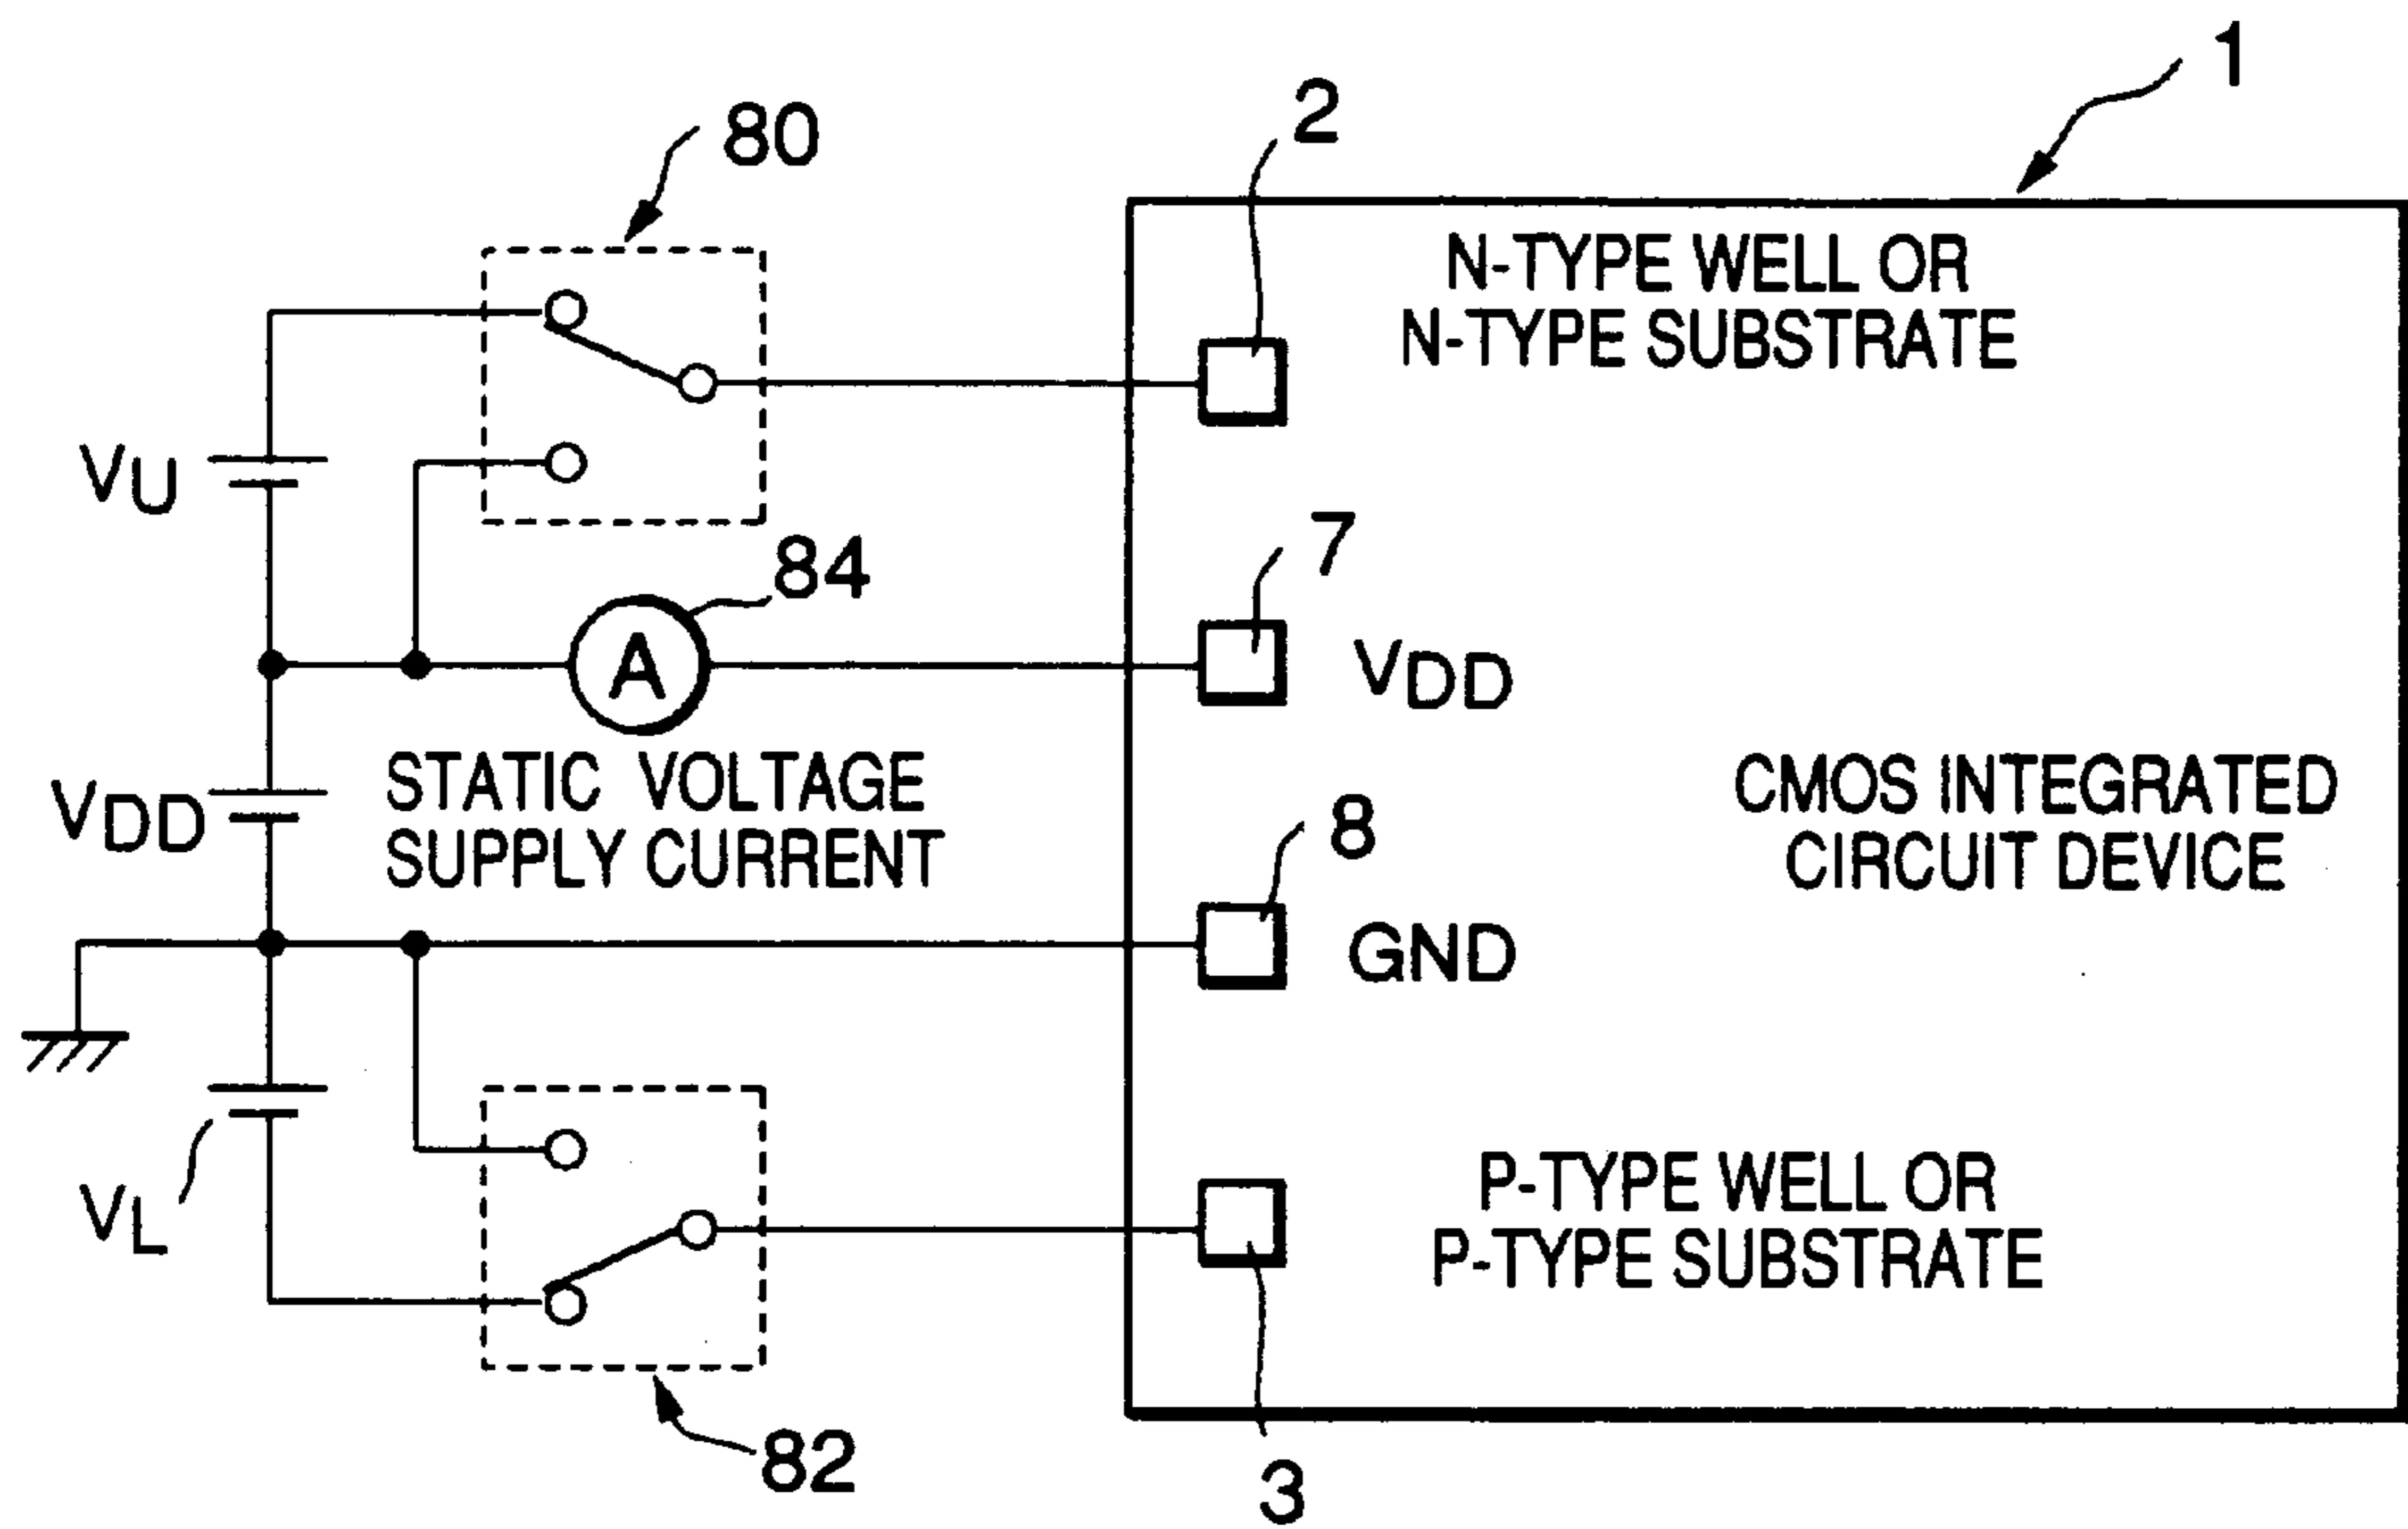 1
2
80
N-TYPE WELL OR
N-TYPE SUBSTRATE
VU
84
7
A
VDD
VDD
STATIC VOLTAGE
SUPPLY CURRENT
CMOS INTEGRATED
CIRCUIT DEVICE
8
GND
VL
P-TYPE WELL OR
P-TYPE SUBSTRATE
82
3